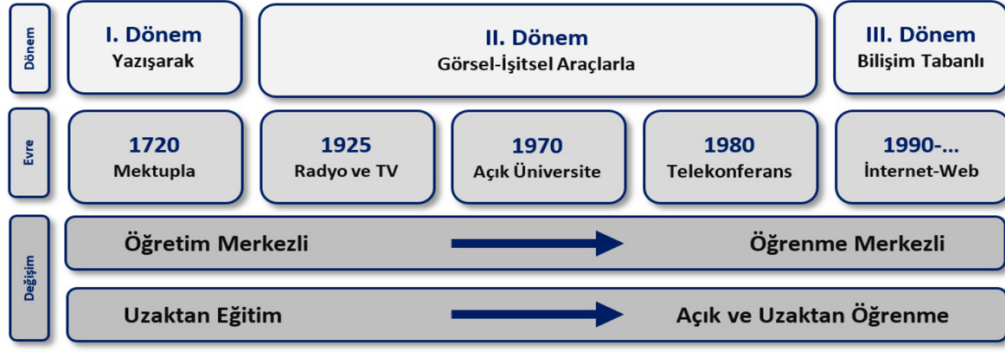 Dönem
I. Dönem
Yazışarak
II. Dönem
Görsel-İşitsel Araçlarla
III. Dönem
Bilişim Tabanlı
Evre
1720
Mektupla
1925
Radyo ve TV
1970
Açık Üniversite
1980
Telekonferans
1990-...
İnternet-Web
Değişim
Öğretim Merkezli
Öğrenme Merkezli
Uzaktan Eğitim
Açık ve Uzaktan Öğrenme